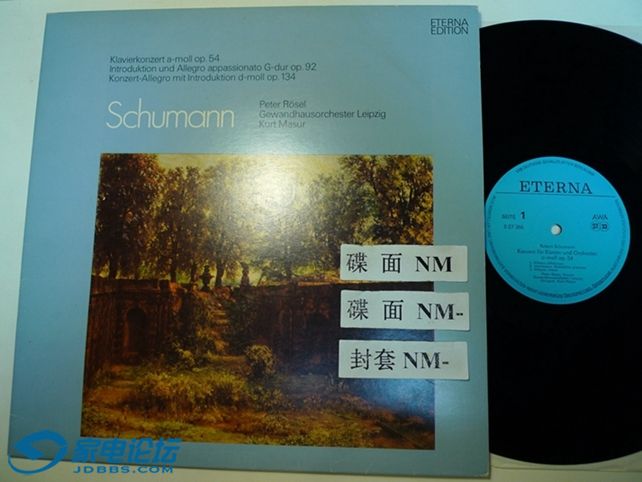 ETERNA
EDITION
Klavierkonzert a-moll op. 54
Introduktion und Allegro appassionato G-dur op. 92
Konzert-Allegro mit Introduktion d-moll op. 134
Schumann
Peter Rösel
Gewandhausorchester Leipzig
Kurt Masur
碟面 NM
碟面 NM-
封套 NM-
ETERNA
SEITE 1
AWA
33
Robert Schumann
Konzert für Klavier und Orchester
a-moll op. 54
家电论坛
JDBBS.COM